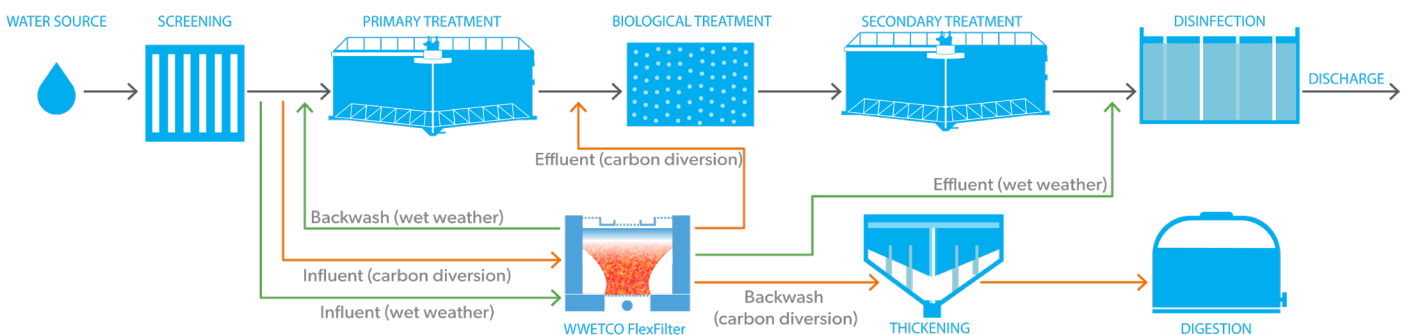 WATER SOURCE
SCREENING
PRIMARY TREATMENT
BIOLOGICAL TREATMENT
SECONDARY TREATMENT
DISINFECTION
DISCHARGE
Effluent (carbon diversion)
Effluent (wet weather)
Backwash (wet weather)
Influent (carbon diversion)
Influent (wet weather)
Backwash
(carbon diversion)
WWETCO FlexFilter
THICKENING
DIGESTION